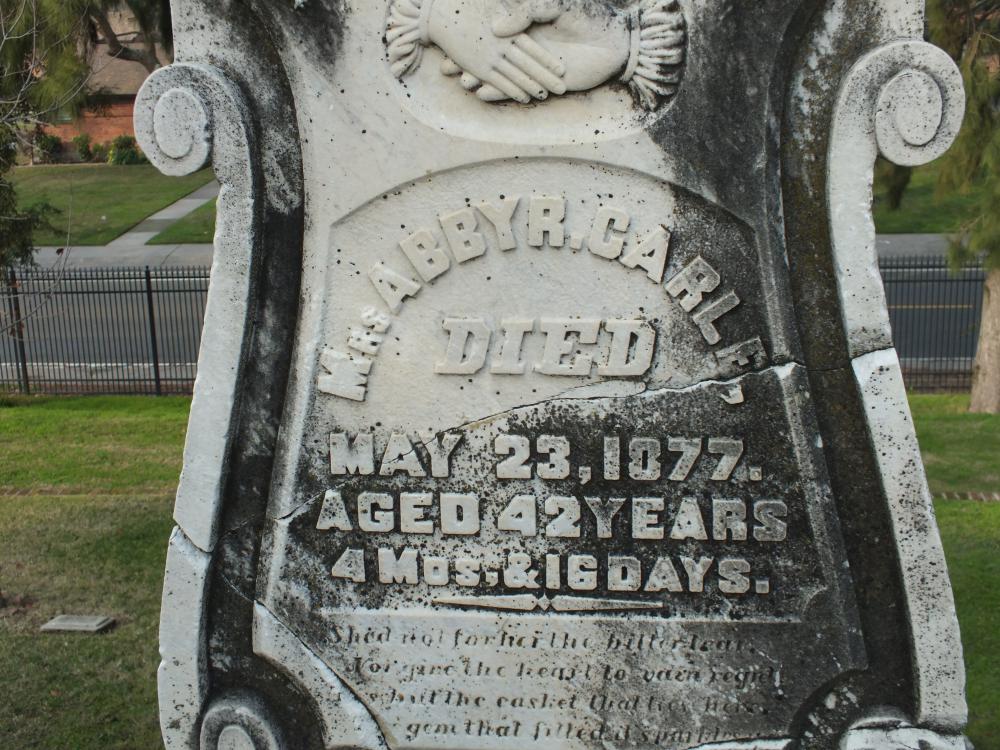 Mrs ABBY R. CARLE,
DIED
MAY 23, 1877.
AGED 42 YEARS
4 Mos. & 16 DAYS.
Shed not for her the bitter tear,
Nor give the heart to vain regret
but the casket that lies here,
gem that filled it sparkles